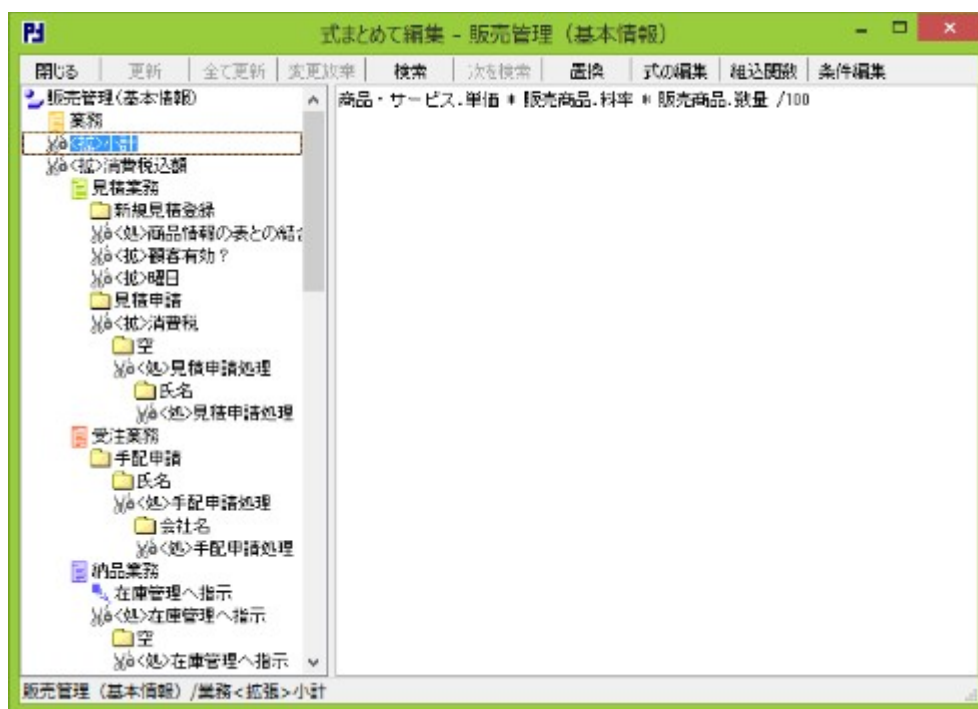 式まとめて編集 - 販売管理（基本情報）
閉じる 更新 全て更新 変更放棄 検索 次を検索 置換 式の編集 組込関数 条件編集
販売管理(基本情報)
業務
<拡>小計
<拡>消費税込額
見積業務
新規見積登録
<処>商品情報の表との結合
<拡>顧客有効？
<拡>曜日
見積申請
<拡>消費税
空
<処>見積申請処理
氏名
<処>見積申請処理
受注業務
手配申請
氏名
<処>手配申請処理
会社名
<処>手配申請処理
納品業務
在庫管理へ指示
<処>在庫管理へ指示
空
<処>在庫管理へ指示
商品・サービス.単価 * 販売商品.料率 * 販売商品.数量 /100
販売管理（基本情報）/業務<拡張>小計